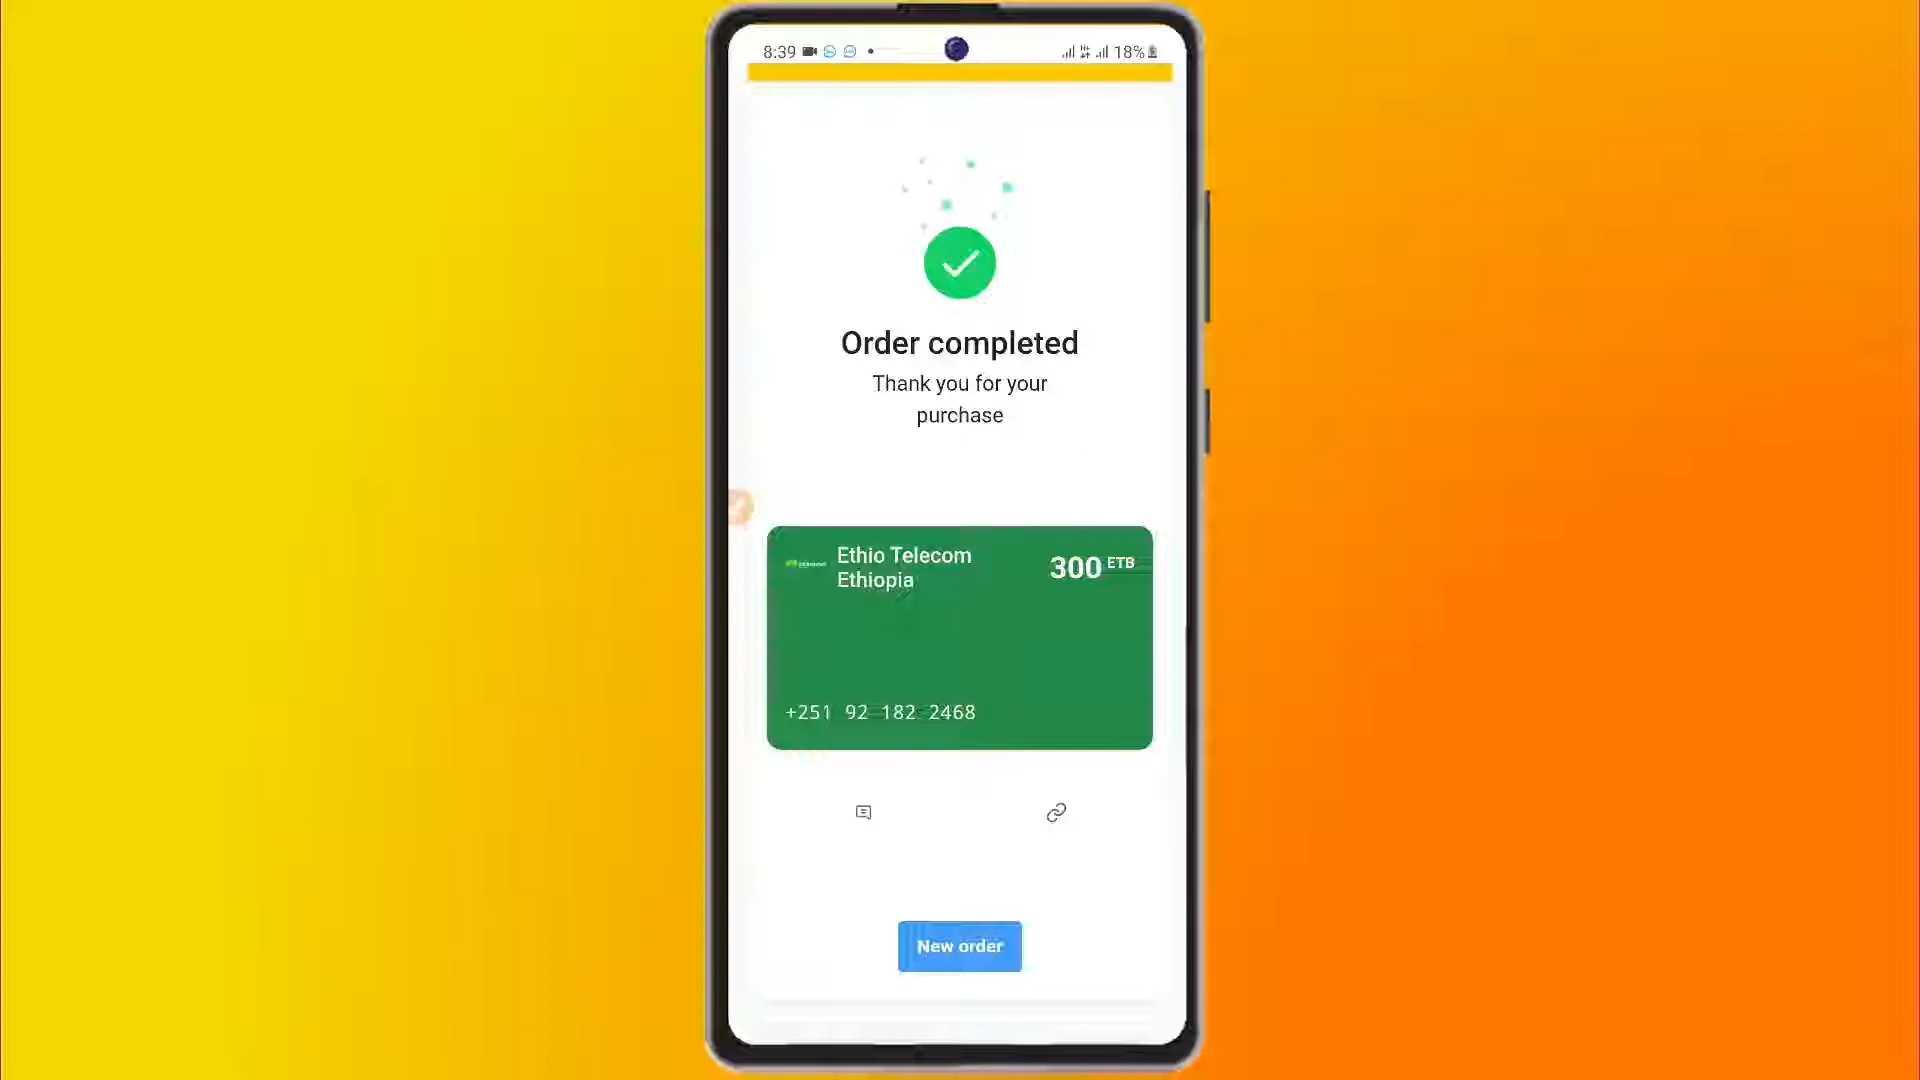 8:39
18%
Order completed
Thank you for your
purchase
Ethio Telecom
Ethiopia
300 ETB
+251 92 182 2468
New order